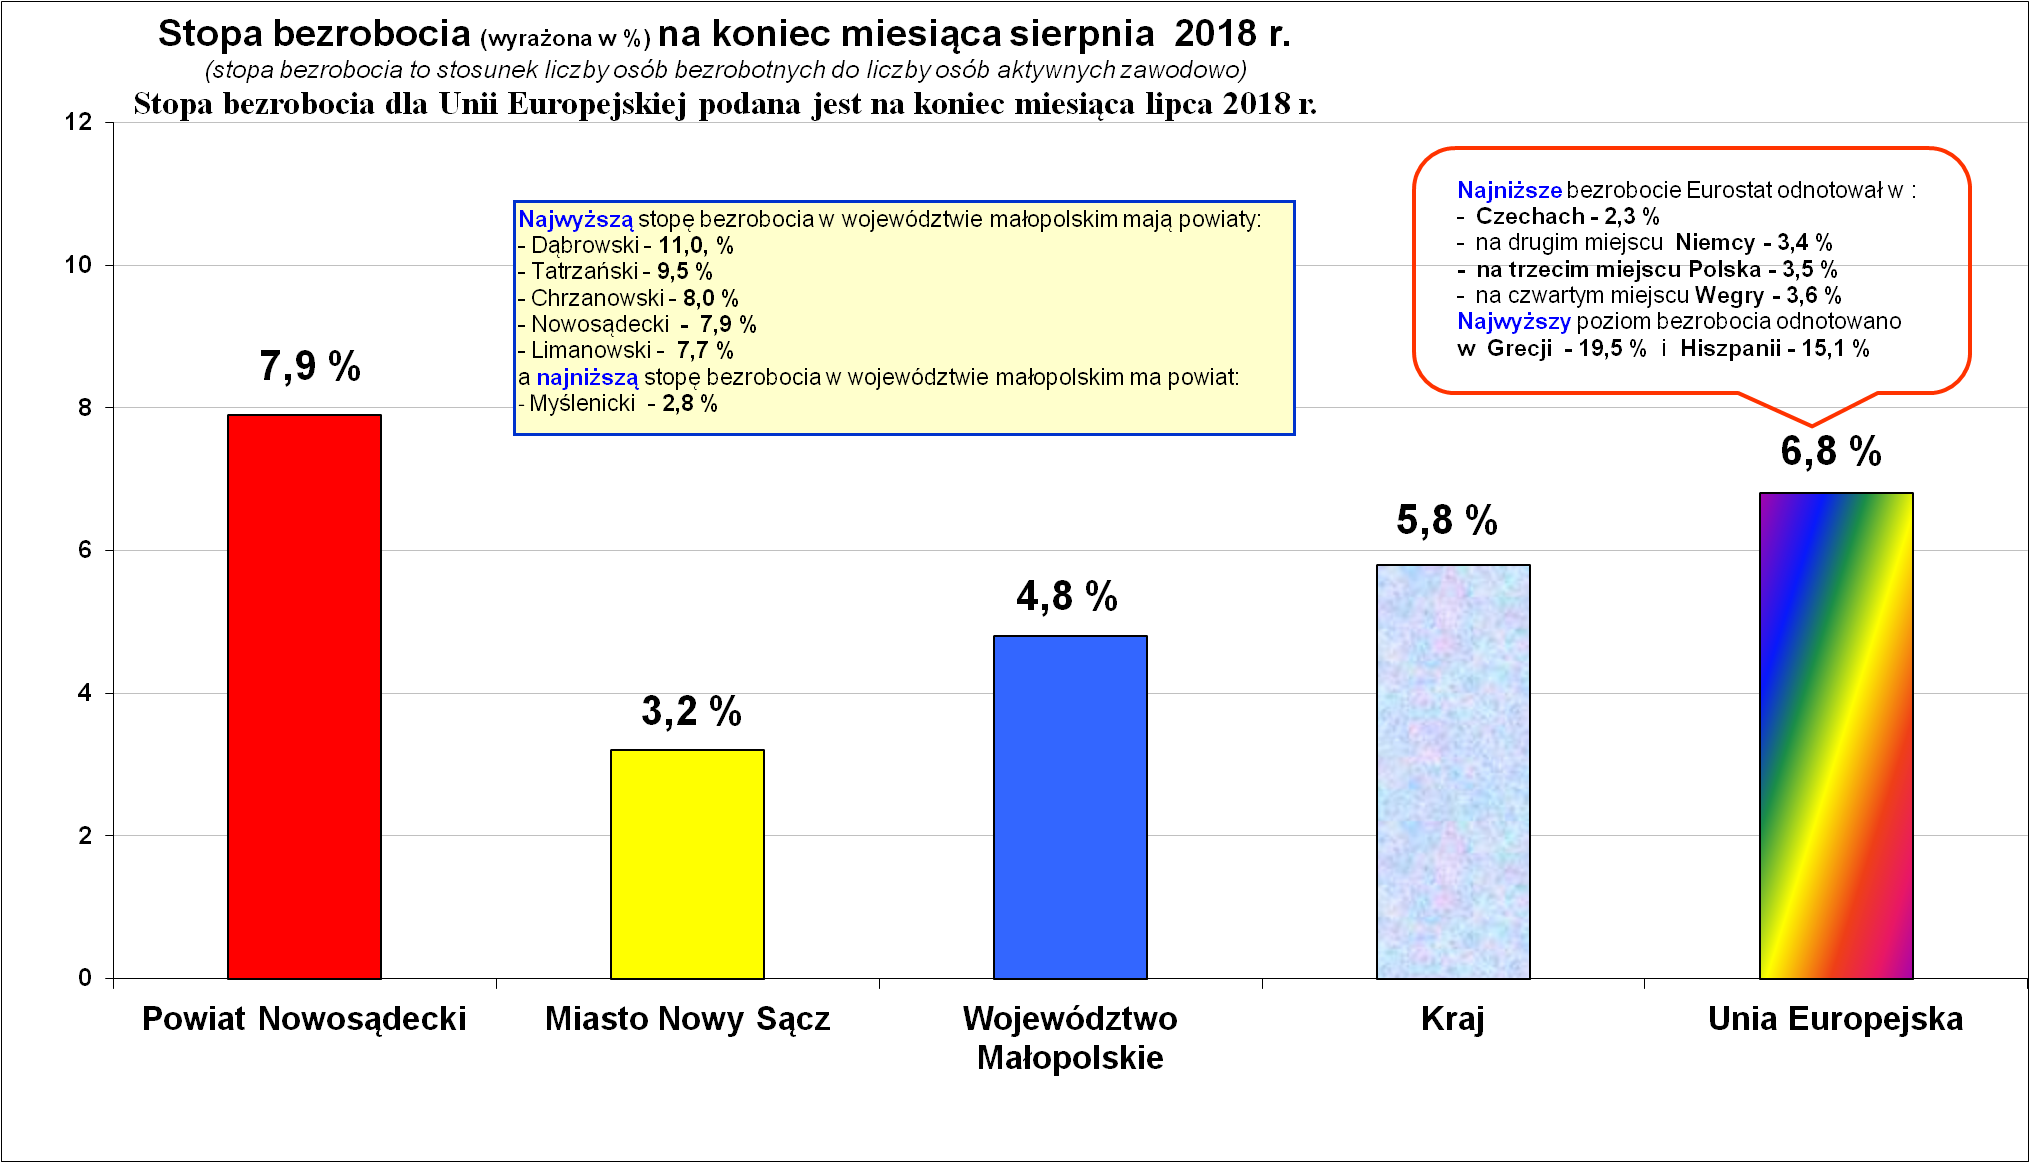 Stopa bezrobocia (wyrażona w %) na koniec miesiąca sierpnia 2018 r.
(stopa bezrobocia to stosunek liczby osób bezrobotnych do liczby osób aktywnych zawodowo)
Stopa bezrobocia dla Unii Europejskiej podana jest na koniec miesiąca lipca 2018 r.
12
10
8
6
4
2
0
Najwyższą stopę bezrobocia w województwie małopolskim mają powiaty:
- Dąbrowski - 11,0, %
- Tatrzański - 9,5 %
- Chrzanowski - 8,0 %
- Nowosądecki - 7,9 %
- Limanowski - 7,7 %
a najniższą stopę bezrobocia w województwie małopolskim ma powiat:
- Myślenicki - 2,8 %
Najniższe bezrobocie Eurostat odnotował w :
- Czechach - 2,3 %
- na drugim miejscu Niemcy - 3,4 %
- na trzecim miejscu Polska - 3,5 %
- na czwartym miejscu Wegry - 3,6 %
Najwyższy poziom bezrobocia odnotowano
w Grecji - 19,5 % i Hiszpanii - 15,1 %
7,9 %
3,2 %
4,8 %
5,8 %
6,8 %
Powiat Nowosądecki
Miasto Nowy Sącz
Województwo
Małopolskie
Kraj
Unia Europejska